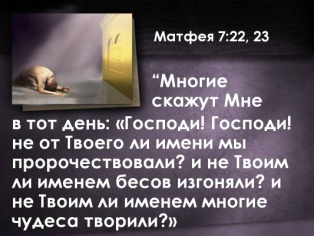 Матфея 7:22, 23
“Многие
скажут Мне
в тот день: «Господи! Господи!
не от Твоего ли имени мы
пророчествовали? и не Твоим
ли именем бесов изгоняли? и
не Твоим ли именем многие
чудеса творили?»